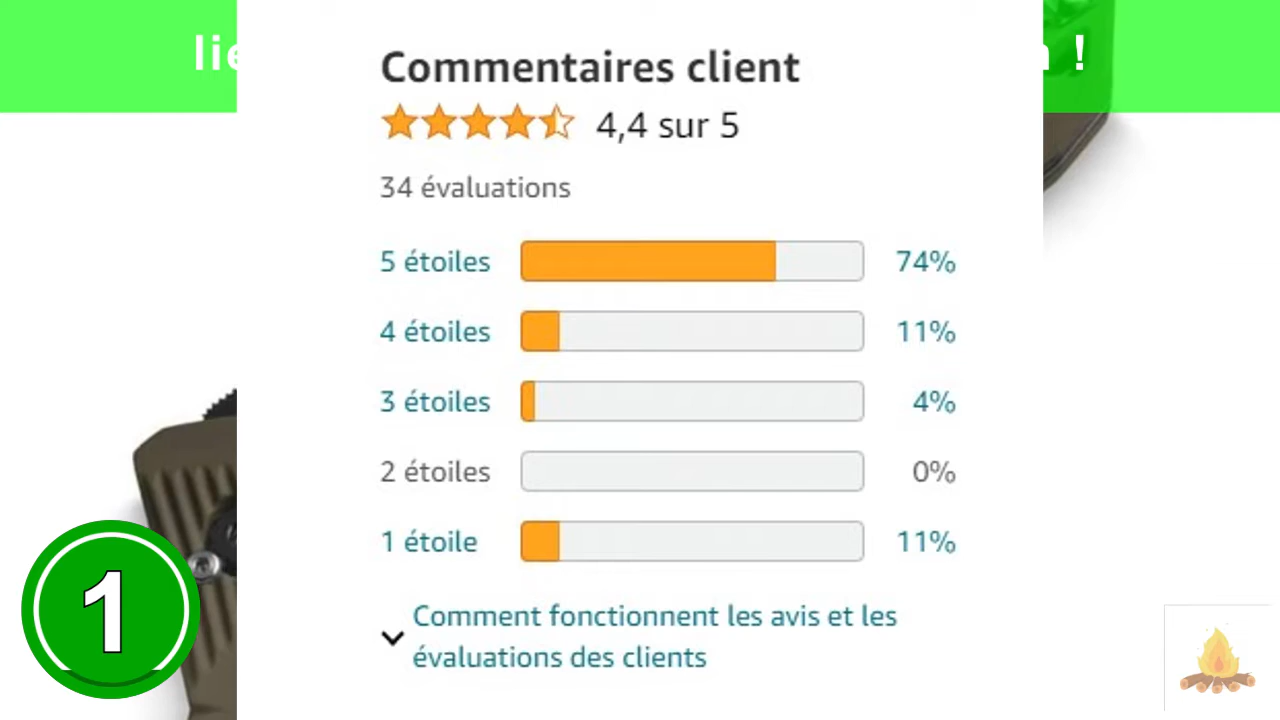 Commentaires client
4,4 sur 5
34 évaluations
5 étoiles 74%
4 étoiles 11%
3 étoiles 4%
2 étoiles 0%
1 étoile 11%
Comment fonctionnent les avis et les
évaluations des clients
1